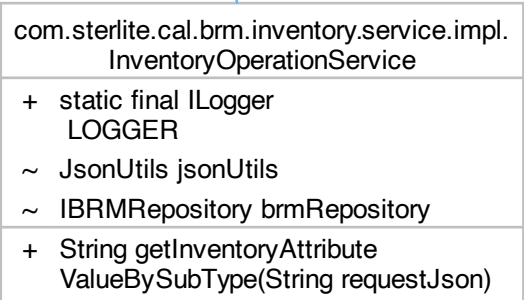 com.sterlite.cal.brm.inventory.service.impl.
InventoryOperationService
+ static final ILogger
LOGGER
~ JsonUtils jsonUtils
~ IBRMRepository brmRepository
+ String getInventoryAttribute
ValueBySubType(String requestJson)